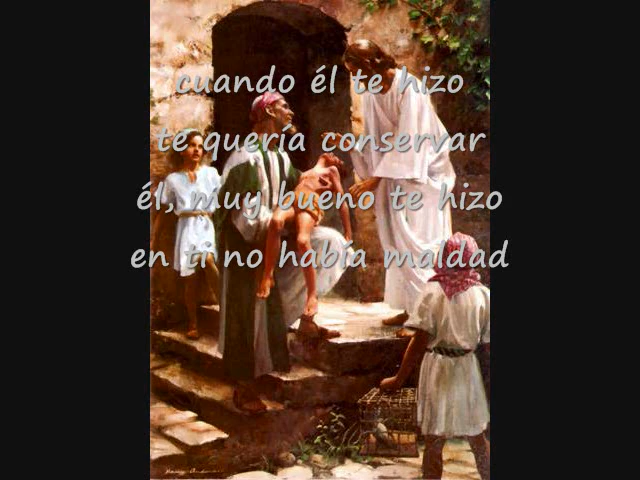 cuando él te hizo
te quería conservar
él, muy bueno te hizo
en ti no había maldad